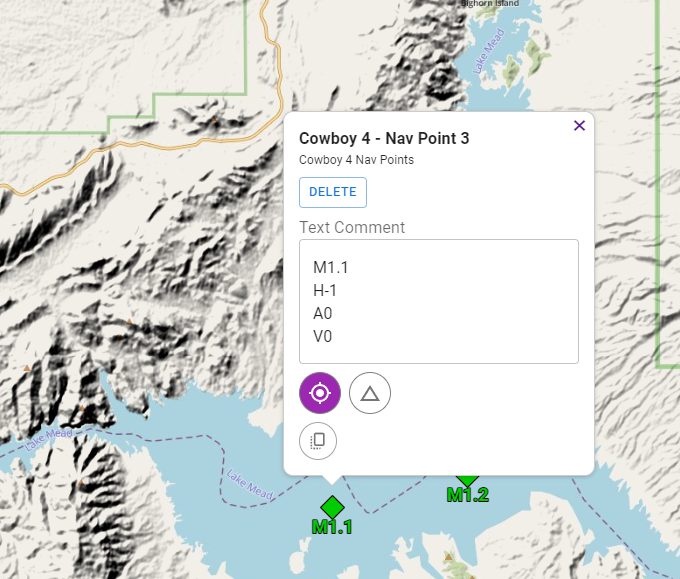 Bighorn Island
Lake Mead
Cowboy 4 - Nav Point 3
Cowboy 4 Nav Points
DELETE
Text Comment
M1.1
H-1
A0
V0
Lake Mead
Lake Mead
M1.2
M1.1